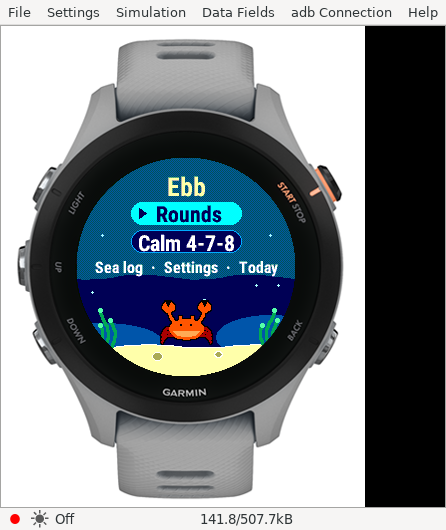 File Settings Simulation Data Fields adb Connection Help
Ebb
START STOP
LIGHT
Rounds
Calm 4-7-8
UP
Sea log · Settings · Today
DOWN
BACK
GARMIN
Off 141.8/507.7kB